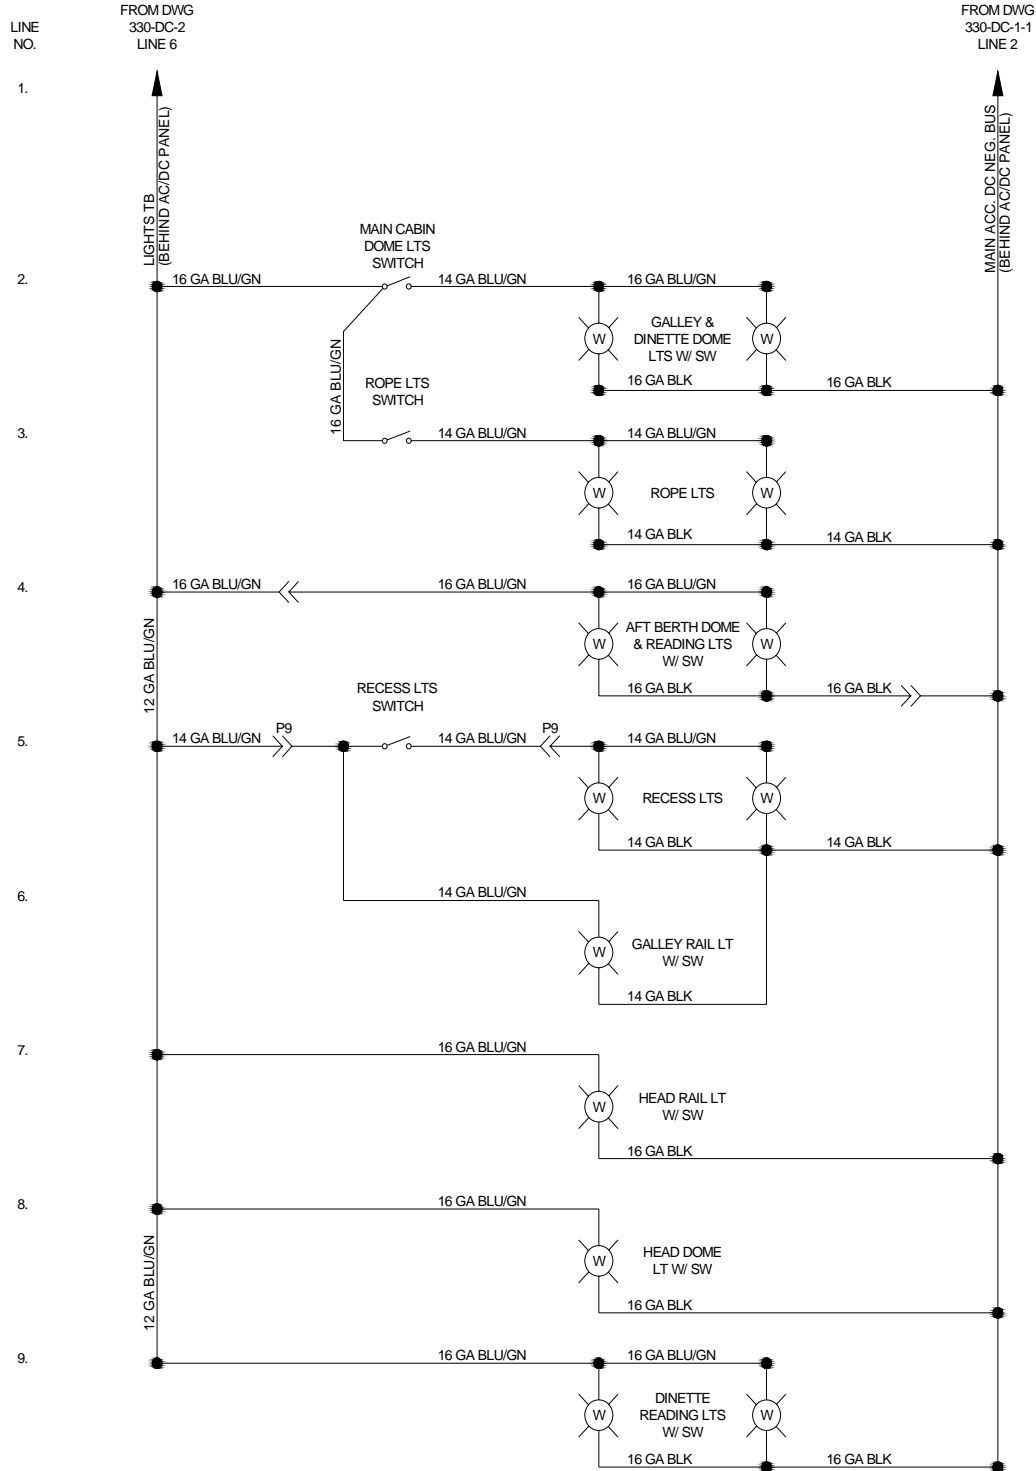 FROM DWG
330-DC-2
LINE 6
FROM DWG
330-DC-1-1
LINE 2
LINE
NO.
1.
LIGHTS TB
(BEHIND AC/DC PANEL)
MAIN ACC. DC NEG. BUS
(BEHIND AC/DC PANEL)
MAIN CABIN
DOME LTS
SWITCH
2.
16 GA BLU/GN
14 GA BLU/GN
16 GA BLU/GN
W
GALLEY &
DINETTE DOME
LTS W/ SW
W
16 GA BLU/GN
16 GA BLK
16 GA BLK
ROPE LTS
SWITCH
3.
14 GA BLU/GN
14 GA BLU/GN
W
ROPE LTS
W
14 GA BLK
14 GA BLK
4.
16 GA BLU/GN
16 GA BLU/GN
16 GA BLU/GN
W
AFT BERTH DOME
& READING LTS
W/ SW
W
12 GA BLU/GN
16 GA BLK
16 GA BLK
RECESS LTS
SWITCH
5.
14 GA BLU/GN
P9
14 GA BLU/GN
P9
14 GA BLU/GN
W
RECESS LTS
W
14 GA BLK
14 GA BLK
6.
14 GA BLU/GN
W
GALLEY RAIL LT
W/ SW
14 GA BLK
7.
16 GA BLU/GN
W
HEAD RAIL LT
W/ SW
16 GA BLK
8.
16 GA BLU/GN
W
HEAD DOME
LT W/ SW
12 GA BLU/GN
16 GA BLK
9.
16 GA BLU/GN
16 GA BLU/GN
W
DINETTE
READING LTS
W/ SW
W
16 GA BLK
16 GA BLK